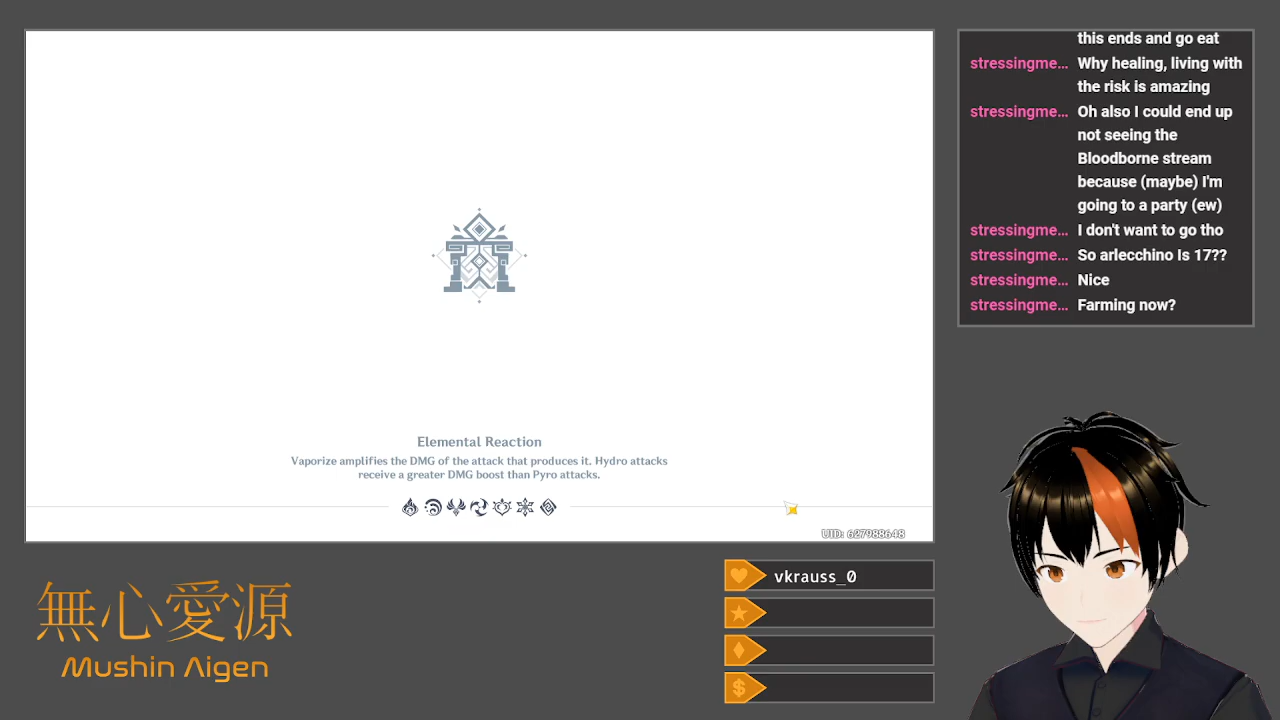 this ends and go eat
stressingme... Why healing, living with
the risk is amazing
stressingme... Oh also I could end up
not seeing the
Bloodborne stream
because (maybe) I'm
going to a party (ew)
stressingme... I don't want to go tho
stressingme... So arlecchino Is 17??
stressingme... Nice
stressingme... Farming now?
Elemental Reaction
Vaporize amplifies the DMG of the attack that produces it. Hydro attacks
receive a greater DMG boost than Pyro attacks.
UID: 627988648
vkrauss_0
$
無心愛源
Mushin Aigen